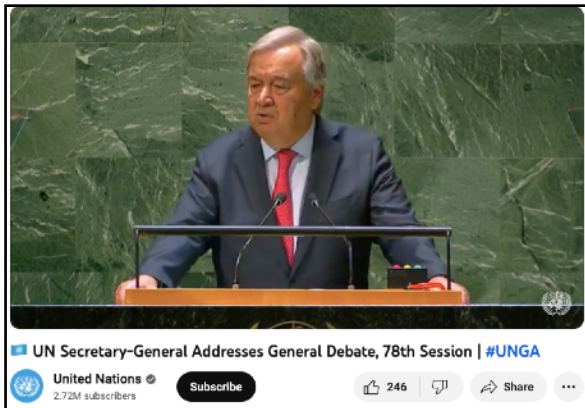 UN Secretary-General Addresses General Debate, 78th Session | #UNGA
United Nations
2.72M subscribers
Subscribe
246
Share